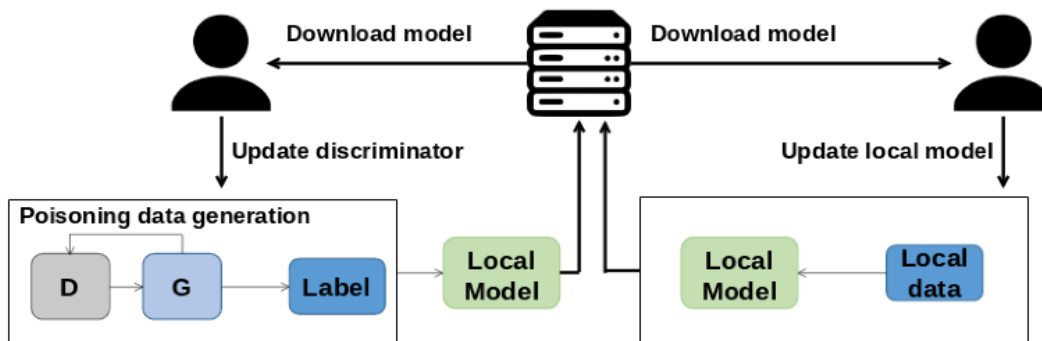 Download model
Download model
Update discriminator
Update local model
Poisoning data generation
D
G
Label
Local
Model
Local
Model
Local
data